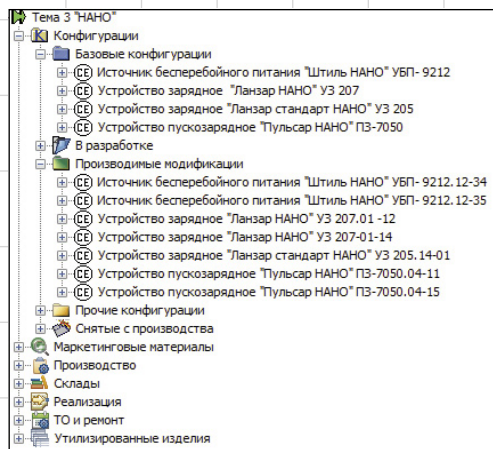 Тема 3 "НАНО"
Конфигурации
Базовые конфигурации
Источник бесперебойного питания "Штиль НАНО" УБП- 9212
Устройство зарядное  "Ланзар НАНО" УЗ 207
Устройство зарядное "Ланзар стандарт НАНО" УЗ 205
Устройство пускозарядное "Пульсар НАНО" ПЗ-7050
В разработке
Производимые модификации
Источник бесперебойного питания "Штиль НАНО" УБП- 9212.12-34
Источник бесперебойного питания "Штиль НАНО" УБП- 9212.12-35
Устройство зарядное "Ланзар НАНО" УЗ 207.01 -12
Устройство зарядное "Ланзар НАНО" УЗ 207-01-14
Устройство зарядное "Ланзар стандарт НАНО" УЗ 205.14-01
Устройство пускозарядное "Пульсар НАНО" ПЗ-7050.04-11
Устройство пускозарядное "Пульсар НАНО" ПЗ-7050.04-15
Прочие конфигурации
Снятые с производства
Маркетинговые материалы
Производство
Склады
Реализация
ТО и ремонт
Утилизированные изделия